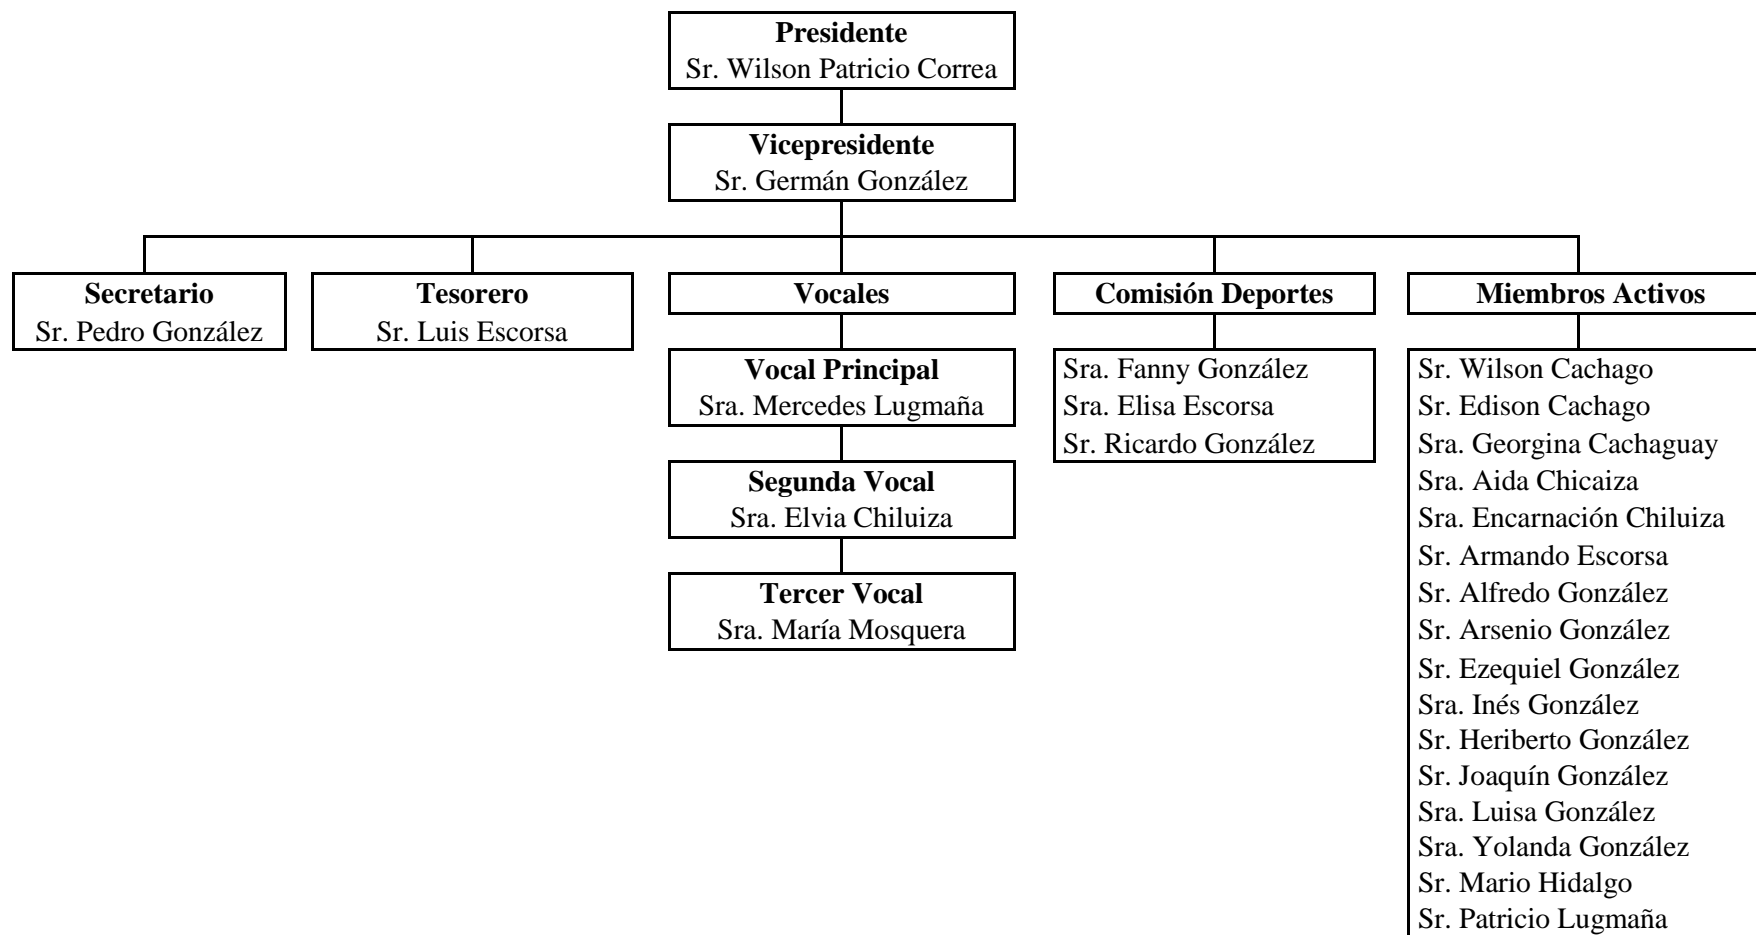 Presidente
Sr. Wilson Patricio Correa
Vicepresidente
Sr. Germán González
Secretario
Sr. Pedro González
Tesorero
Sr. Luis Escorsa
Vocales
Vocal Principal
Sra. Mercedes Lugmaña
Segunda Vocal
Sra. Elvia Chiluiza
Tercer Vocal
Sra. María Mosquera
Comisión Deportes
Sra. Fanny González
Sra. Elisa Escorsa
Sr. Ricardo González
Miembros Activos
Sr. Wilson Cachago
Sr. Edison Cachago
Sra. Georgina Cachaguay
Sra. Aida Chicaiza
Sra. Encarnación Chiluiza
Sr. Armando Escorsa
Sr. Alfredo González
Sr. Arsenio González
Sr. Ezequiel González
Sra. Inés González
Sr. Heriberto González
Sr. Joaquín González
Sra. Luisa González
Sra. Yolanda González
Sr. Mario Hidalgo
Sr. Patricio Lugmaña